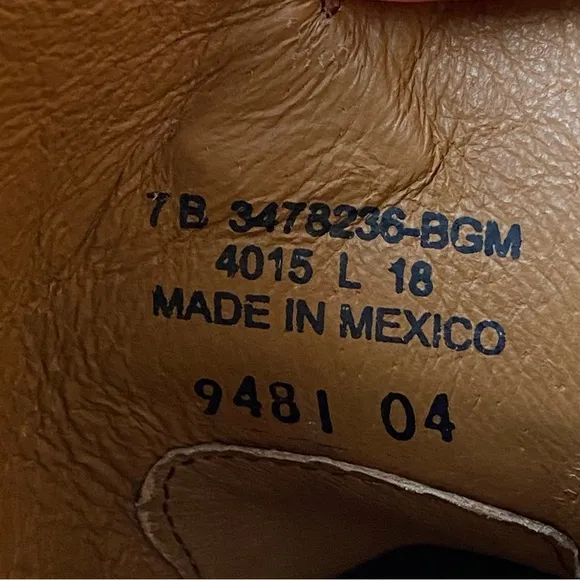 7 B 3478236-BGM
4015 L 18
MADE IN MEXICO
9481 04